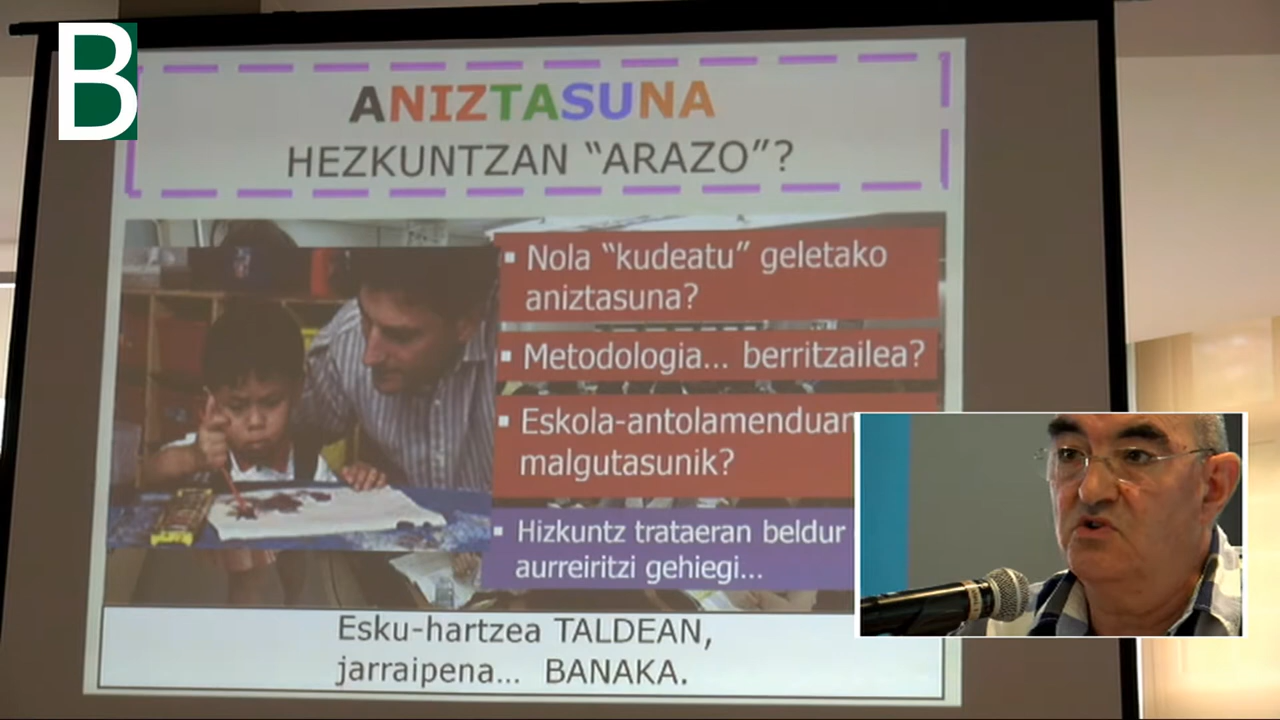 B
ANIZTASUNA
HEZKUNTZAN “ARAZO”?
▪ Nola “kudeatu” geletako
aniztasuna?
▪ Metodologia... berritzailea?
▪ Eskola-antolamenduan
malgutasunik?
▪ Hizkuntz trataeran beldur
aurreiritzi gehiegi...
Esku-hartzea TALDEAN,
jarraipena... BANAKA.